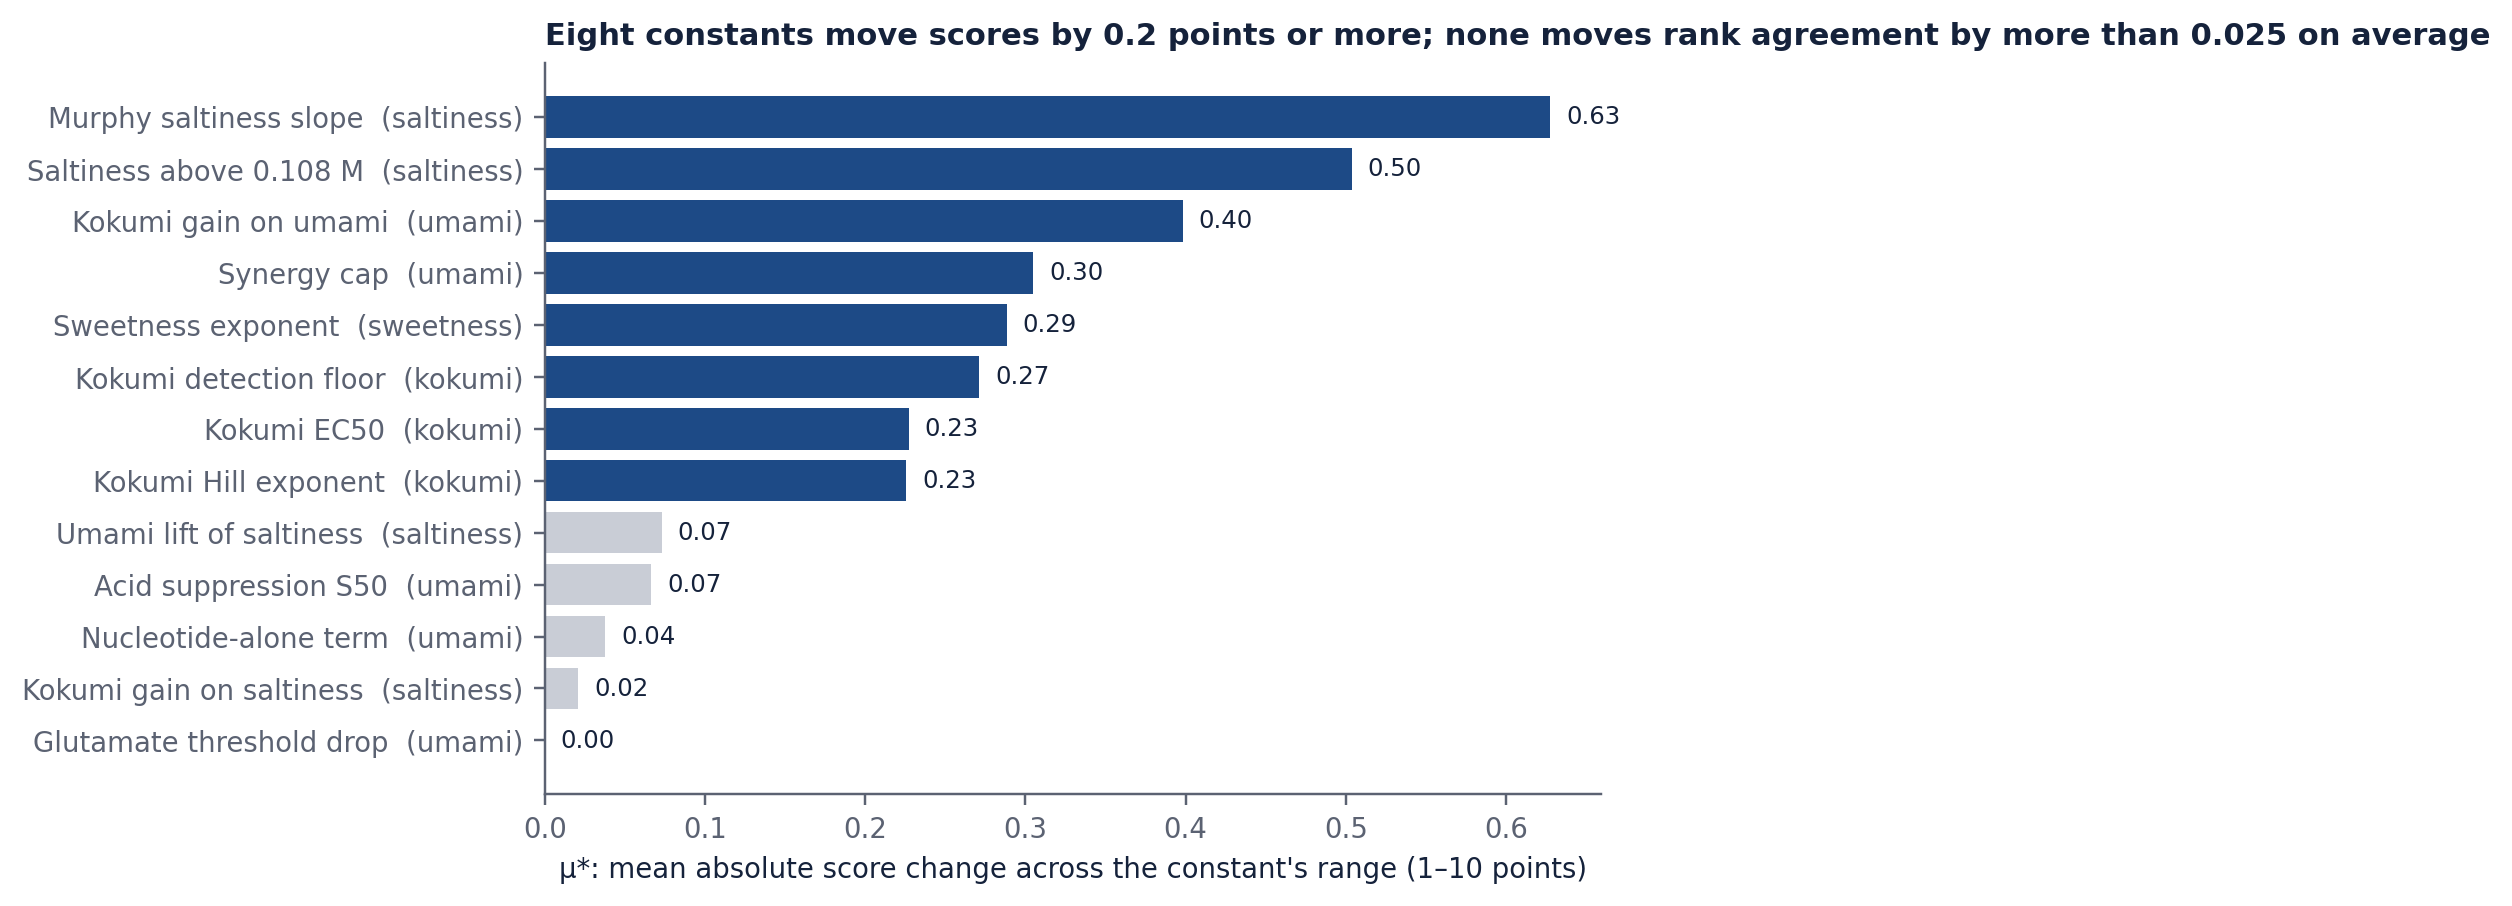 Eight constants move scores by 0.2 points or more; none moves rank agreement by more than 0.025 on average
Murphy saltiness slope (saltiness) 0.63
Saltiness above 0.108 M (saltiness) 0.50
Kokumi gain on umami (umami) 0.40
Synergy cap (umami) 0.30
Sweetness exponent (sweetness) 0.29
Kokumi detection floor (kokumi) 0.27
Kokumi EC50 (kokumi) 0.23
Kokumi Hill exponent (kokumi) 0.23
Umami lift of saltiness (saltiness) 0.07
Acid suppression S50 (umami) 0.07
Nucleotide-alone term (umami) 0.04
Kokumi gain on saltiness (saltiness) 0.02
Glutamate threshold drop (umami) 0.00
0.0 0.1 0.2 0.3 0.4 0.5 0.6
μ*: mean absolute score change across the constant's range (1–10 points)